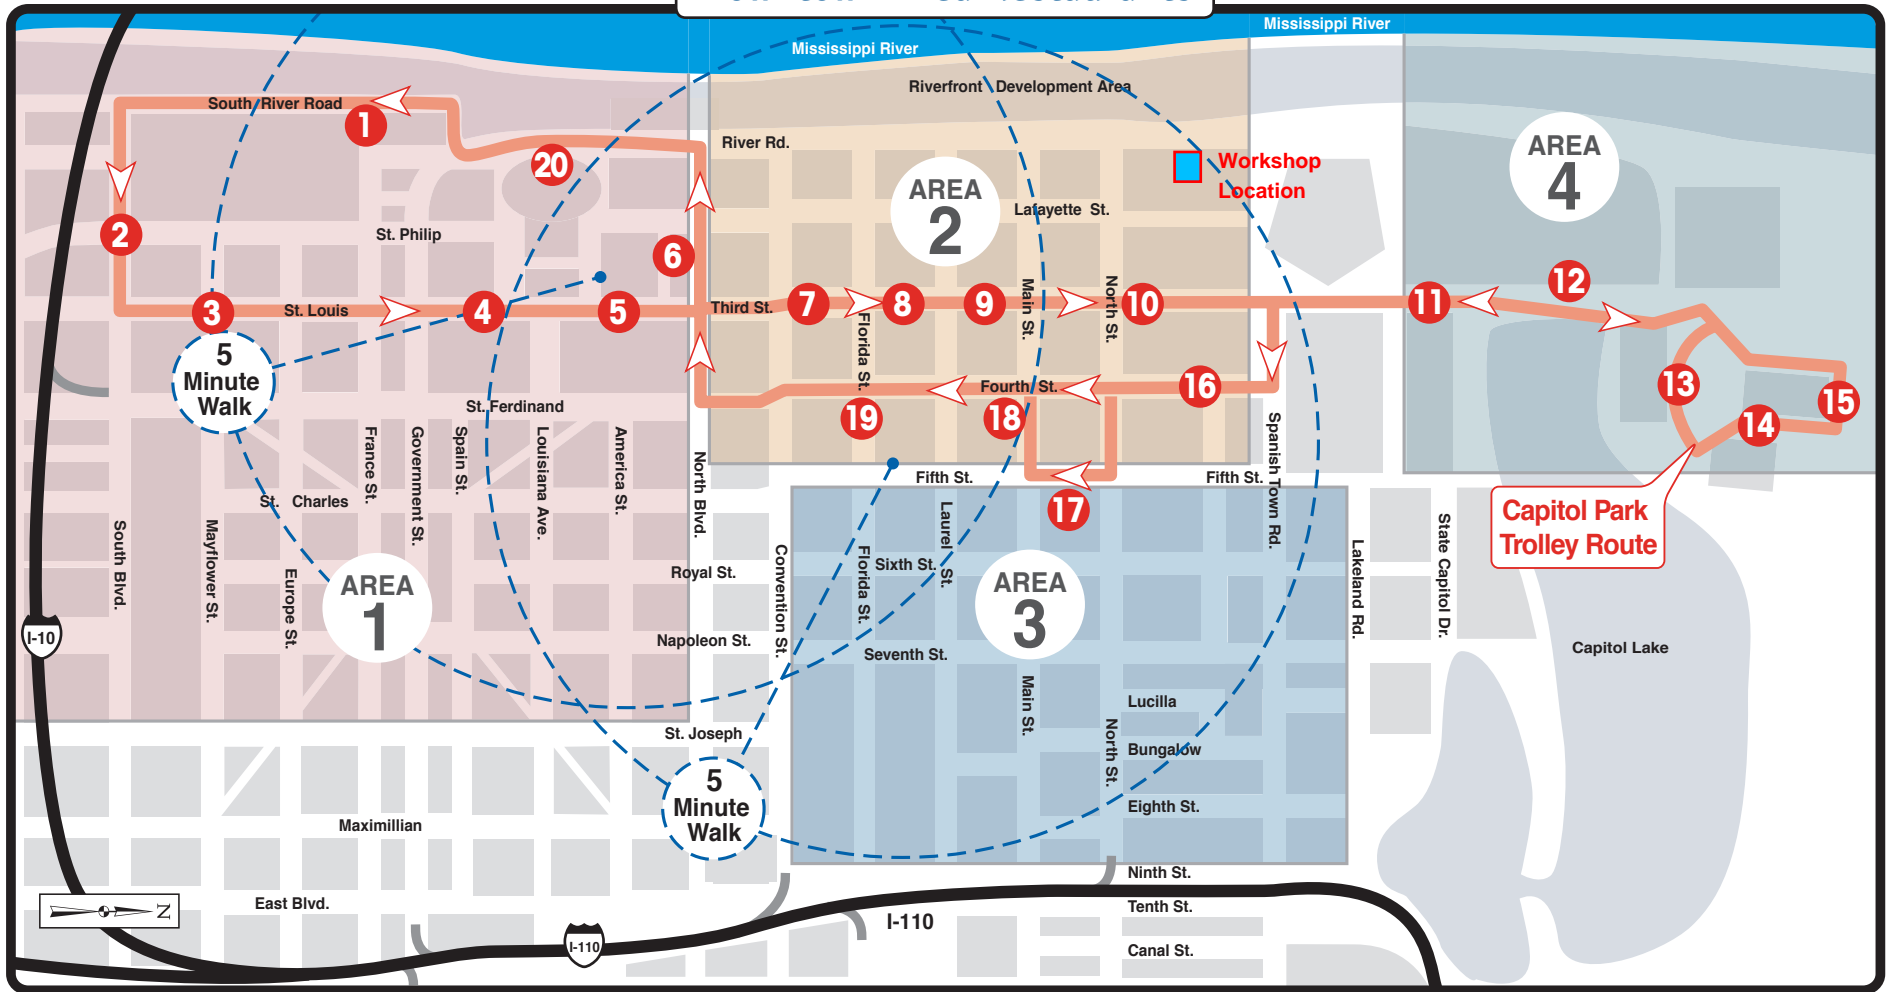 Mississippi River
Mississippi River
Riverfront Development Area
South River Road
1
20
River Rd.
Workshop
Location
AREA
2
AREA
4
Lafayette St.
2
St. Philip
6
3
St. Louis
4
5
Third St.
7
8
9
10
11
12
Main St.
North St.
Florida St.
5
Minute
Walk
St. Ferdinand
19
Fourth St.
18
16
13
14
15
France St.
Government St.
Spain St.
Louisiana Ave.
America St.
North Blvd.
Fifth St.
17
Fifth St.
Spanish Town Rd.
Capitol Park
Trolley Route
St. Charles
South Blvd.
Mayflower St.
Europe St.
AREA
1
Royal St.
Napoleon St.
Convention St.
Florida St.
Laurel St.
Sixth St.
Seventh St.
AREA
3
Lakeland Rd.
State Capitol Dr.
Capitol Lake
I-10
Main St.
North St.
Lucilla
Bungalow
Eighth St.
St. Joseph
5
Minute
Walk
Maximillian
East Blvd.
N
I-110
I-110
Ninth St.
Tenth St.
Canal St.